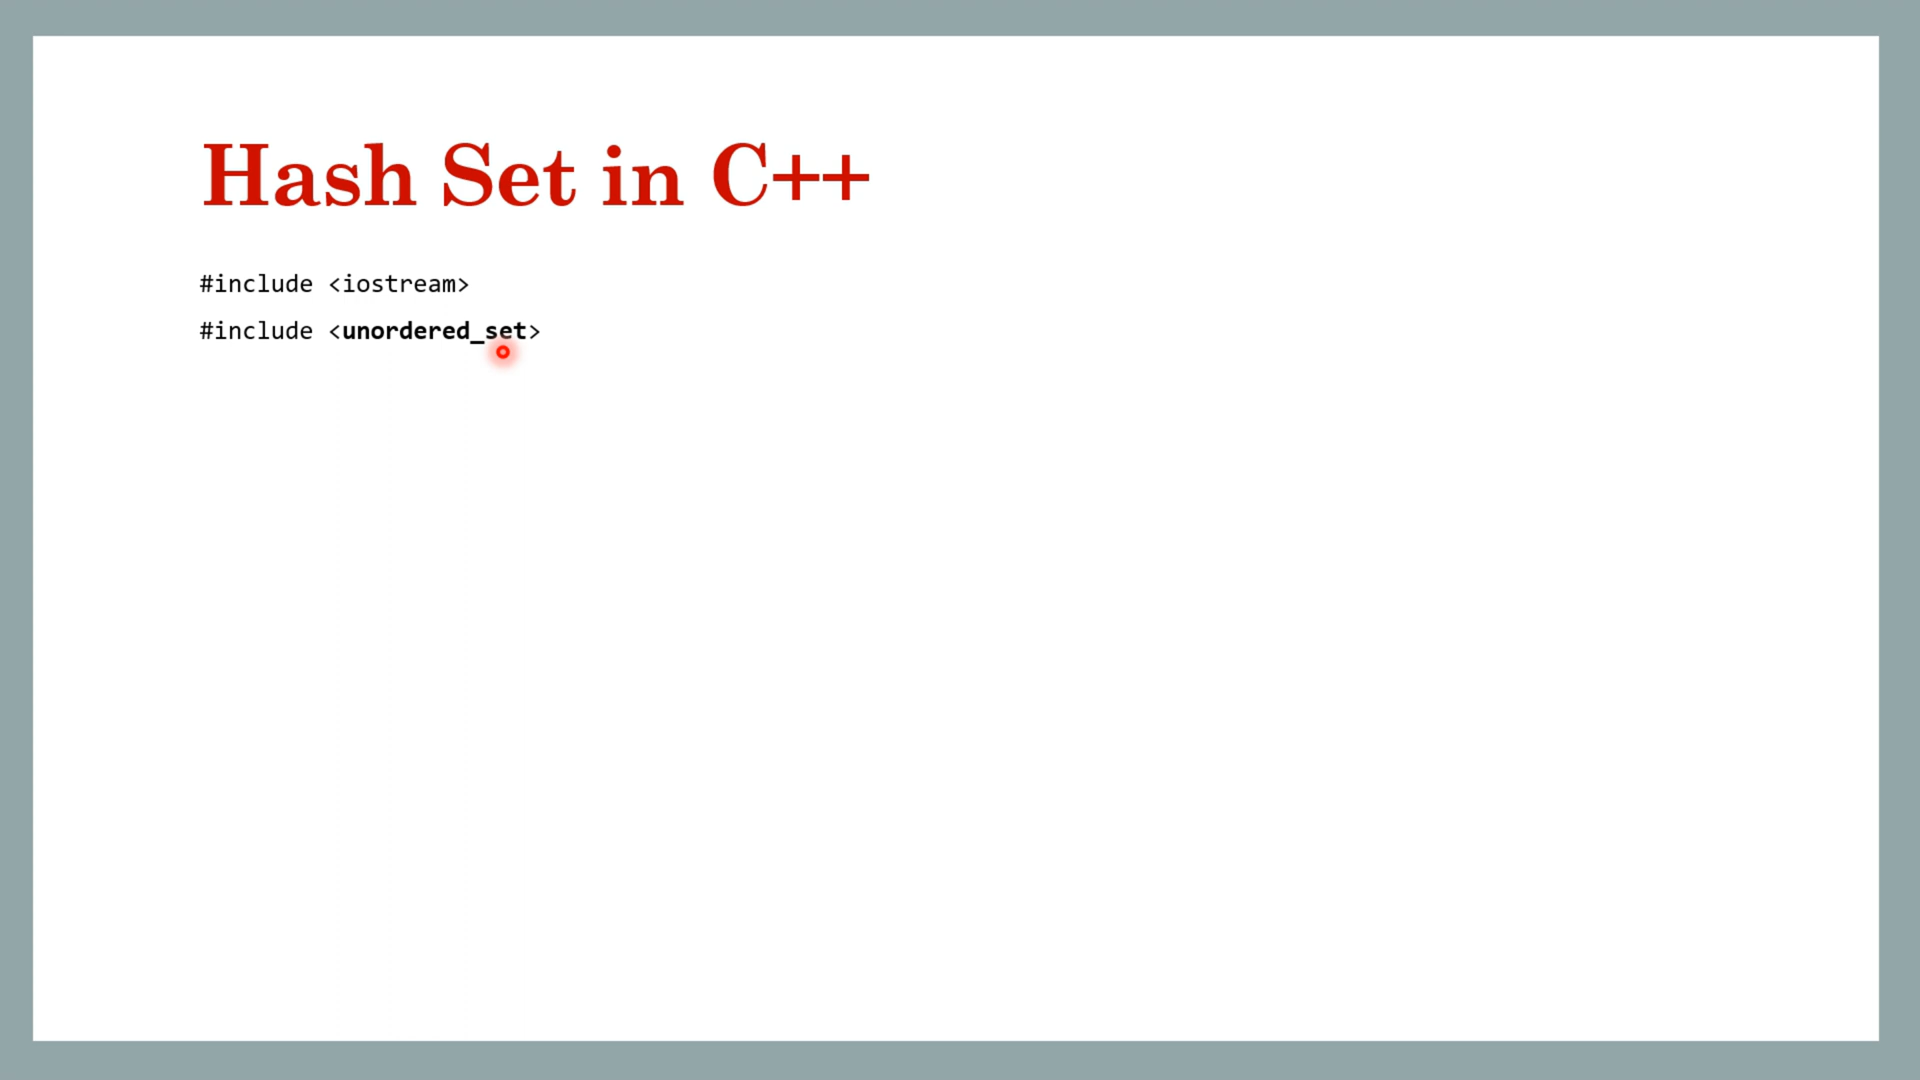 Hash Set in C++
#include <iostream>
#include <unordered_set>